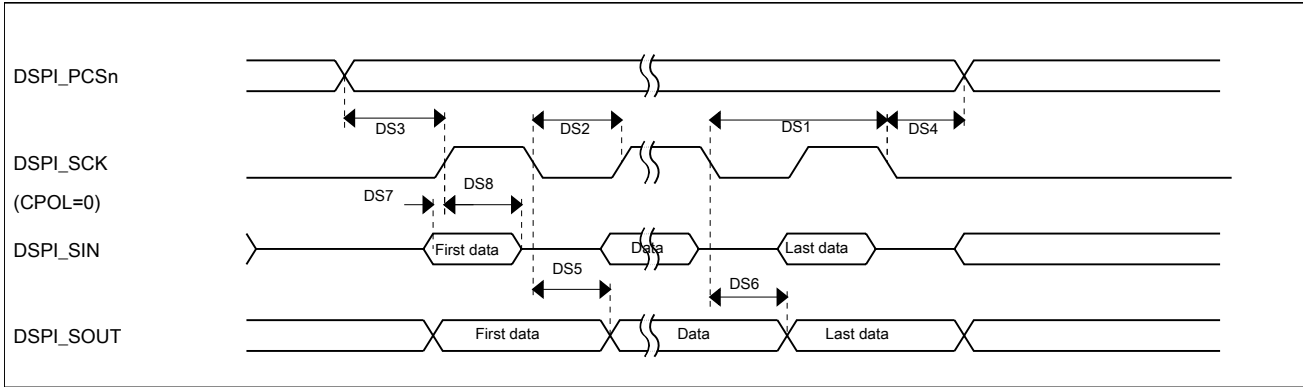 DSPI_PCSn
DS3
DS2
DS1
DS4
DSPI_SCK
(CPOL=0)
DS7
DS8
DSPI_SIN
First data
Data
Last data
DS5
DS6
DSPI_SOUT
First data
Data
Last data